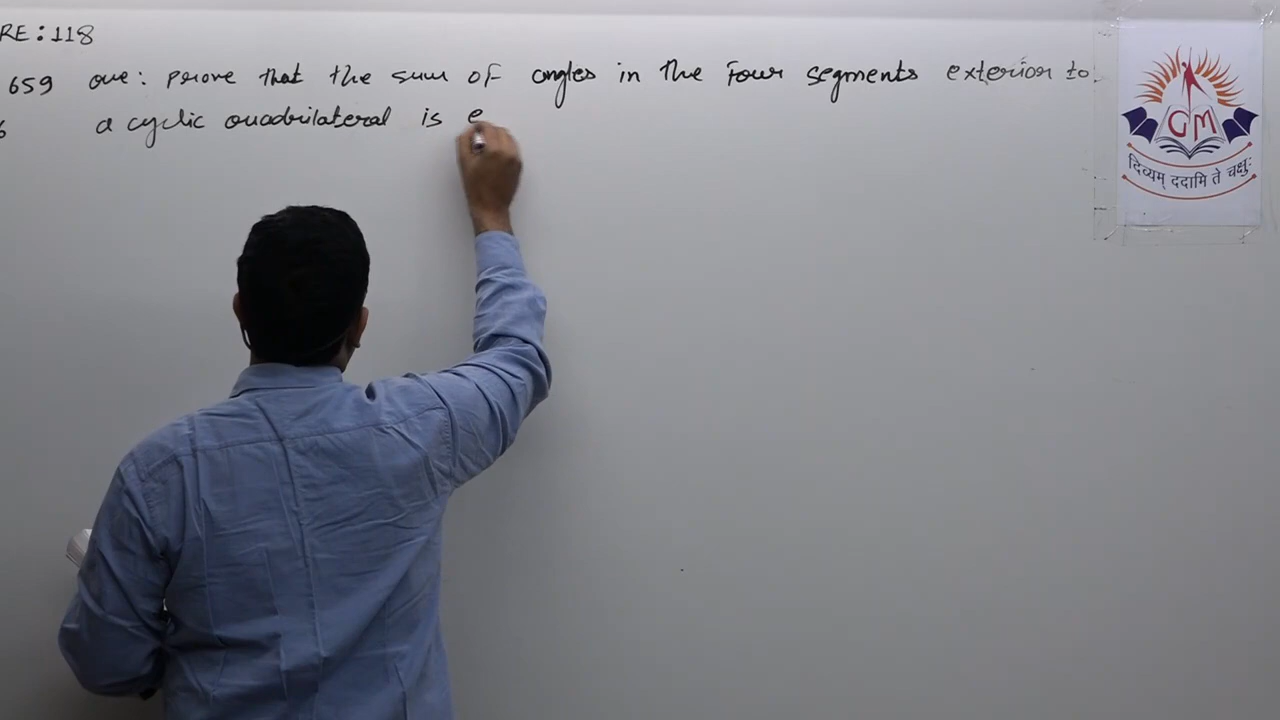 RE:118
659 que: prove that the sum of angles in the four segments exterior to
6 a cyclic quadrilateral is e
GM
दिव्यम् ददामि ते चक्षुः